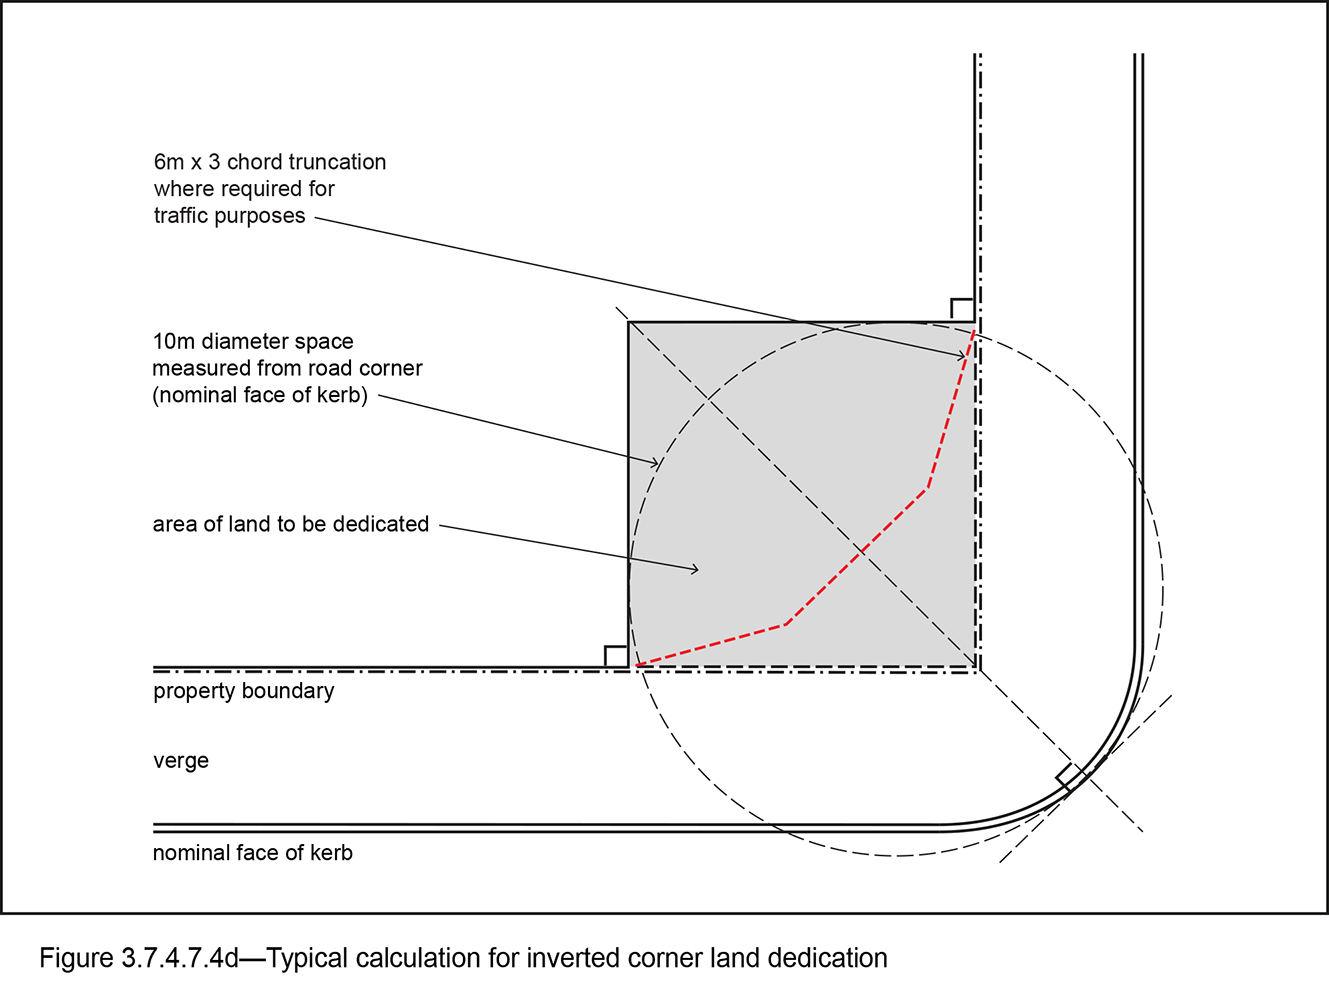 6m x 3 chord truncation
where required for
traffic purposes
10m diameter space
measured from road corner
(nominal face of kerb)
area of land to be dedicated
property boundary
verge
nominal face of kerb
Figure 3.7.4.7.4d—Typical calculation for inverted corner land dedication